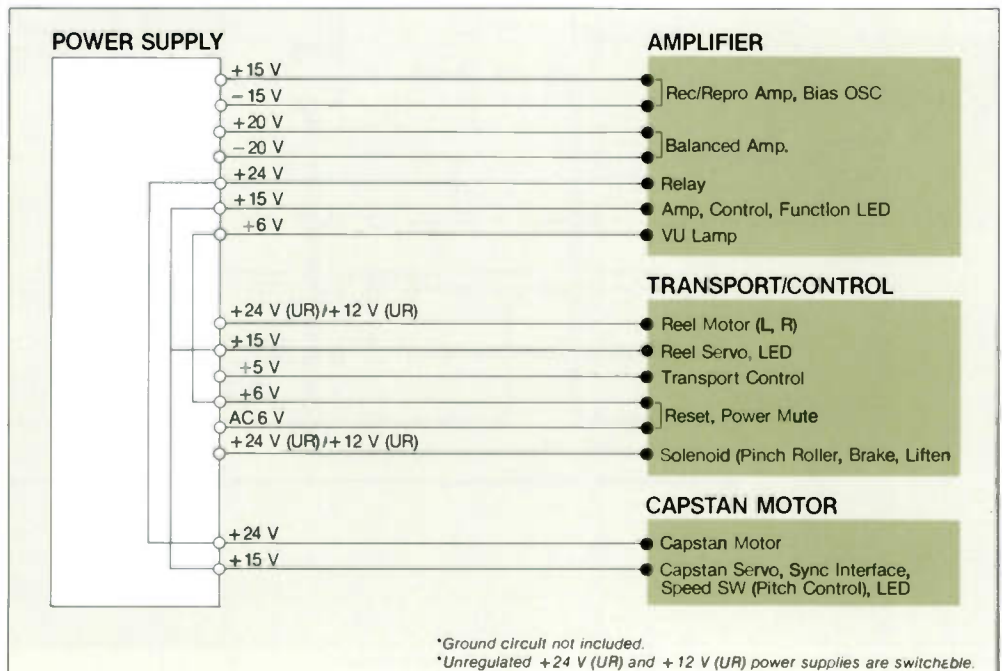 POWER SUPPLY
AMPLIFIER
+15 V
−15 V
Rec/Repro Amp, Bias OSC
+20 V
−20 V
Balanced Amp.
+24 V
Relay
+15 V
Amp, Control, Function LED
+6 V
VU Lamp
TRANSPORT/CONTROL
+24 V (UR)/+12 V (UR)
Reel Motor (L, R)
+15 V
Reel Servo, LED
+5 V
Transport Control
+6 V
AC 6 V
Reset, Power Mute
+24 V (UR)/+12 V (UR)
Solenoid (Pinch Roller, Brake, Liften
CAPSTAN MOTOR
+24 V
Capstan Motor
+15 V
Capstan Servo, Sync Interface,
Speed SW (Pitch Control), LED
*Ground circuit not included.
*Unregulated +24 V (UR) and +12 V (UR) power supplies are switchable.